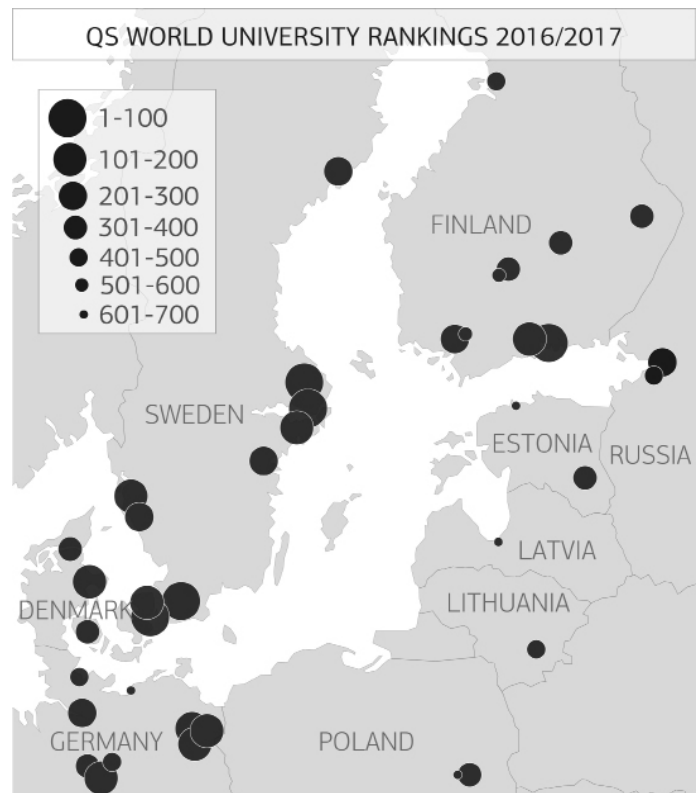 QS WORLD UNIVERSITY RANKINGS 2016/2017
1-100
101-200
201-300
301-400
401-500
501-600
601-700
FINLAND
SWEDEN
ESTONIA
RUSSIA
LATVIA
LITHUANIA
DENMARK
GERMANY
POLAND